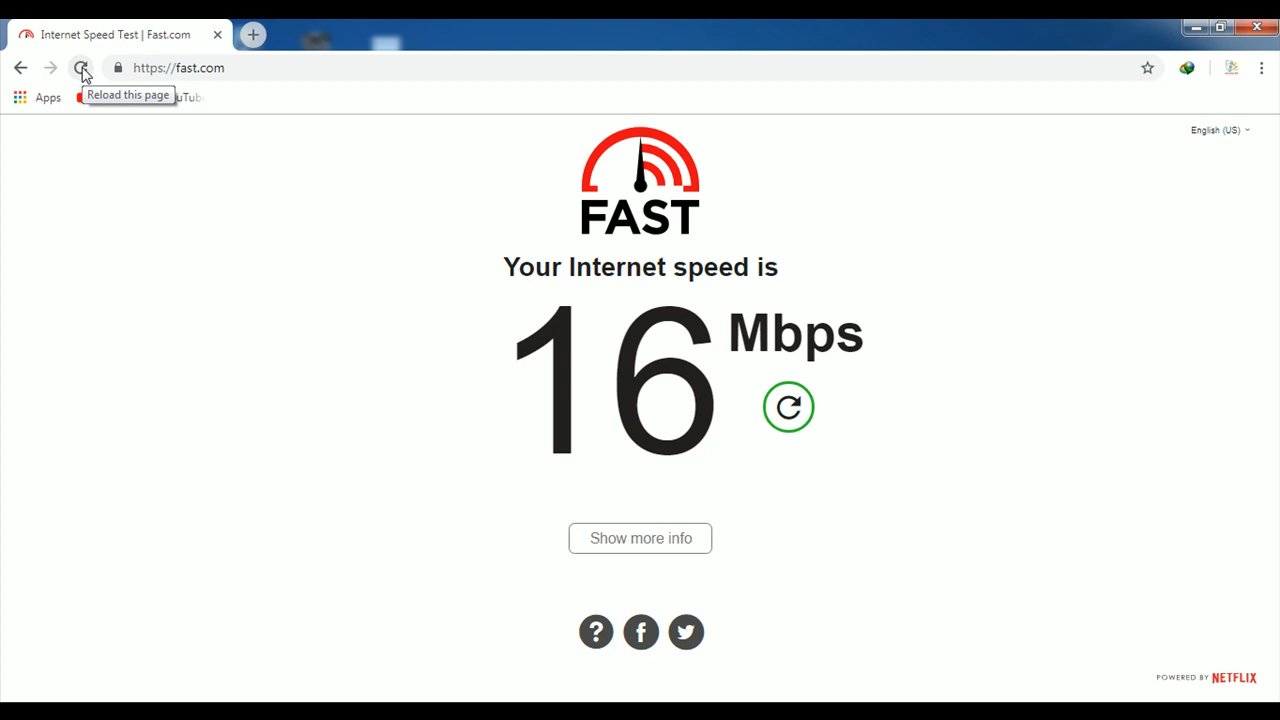 Internet Speed Test | Fast.com
https://fast.com
Reload this page
Apps
English (US)
FAST
Your Internet speed is
16 Mbps
Show more info
?
POWERED BY NETFLIX